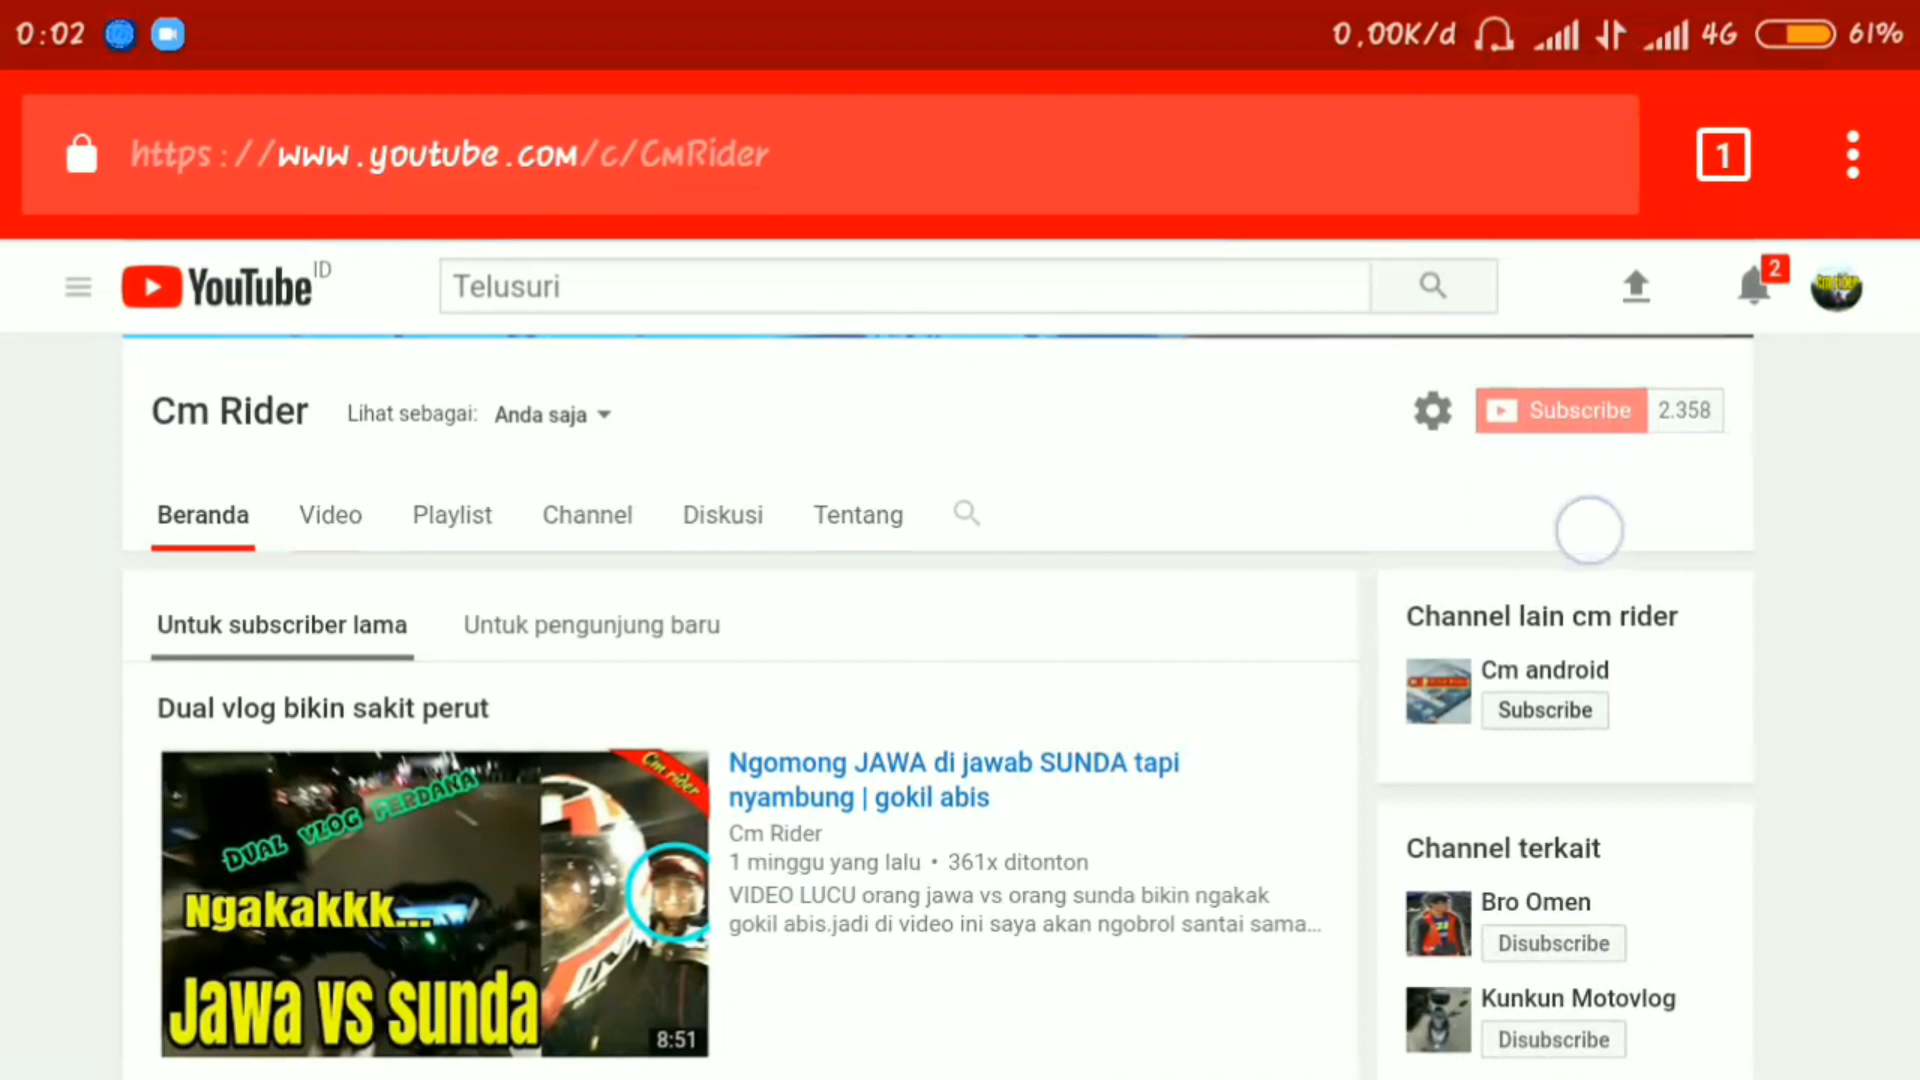 0:02
0,00K/d
4G
61%
https://www.youtube.com/c/CmRider
1
YouTube ID
Telusuri
2
Cm Rider
Lihat sebagai: Anda saja
Subscribe 2.358
Beranda Video Playlist Channel Diskusi Tentang
Untuk subscriber lama Untuk pengunjung baru
Dual vlog bikin sakit perut
DUAL VLOG PERDANA
Cm rider
Ngakakkk...
Jawa vs sunda
8:51
Ngomong JAWA di jawab SUNDA tapi
nyambung | gokil abis
Cm Rider
1 minggu yang lalu • 361x ditonton
VIDEO LUCU orang jawa vs orang sunda bikin ngakak
gokil abis.jadi di video ini saya akan ngobrol santai sama...
Channel lain cm rider
Cm android
Subscribe
Channel terkait
Bro Omen
Disubscribe
Kunkun Motovlog
Disubscribe